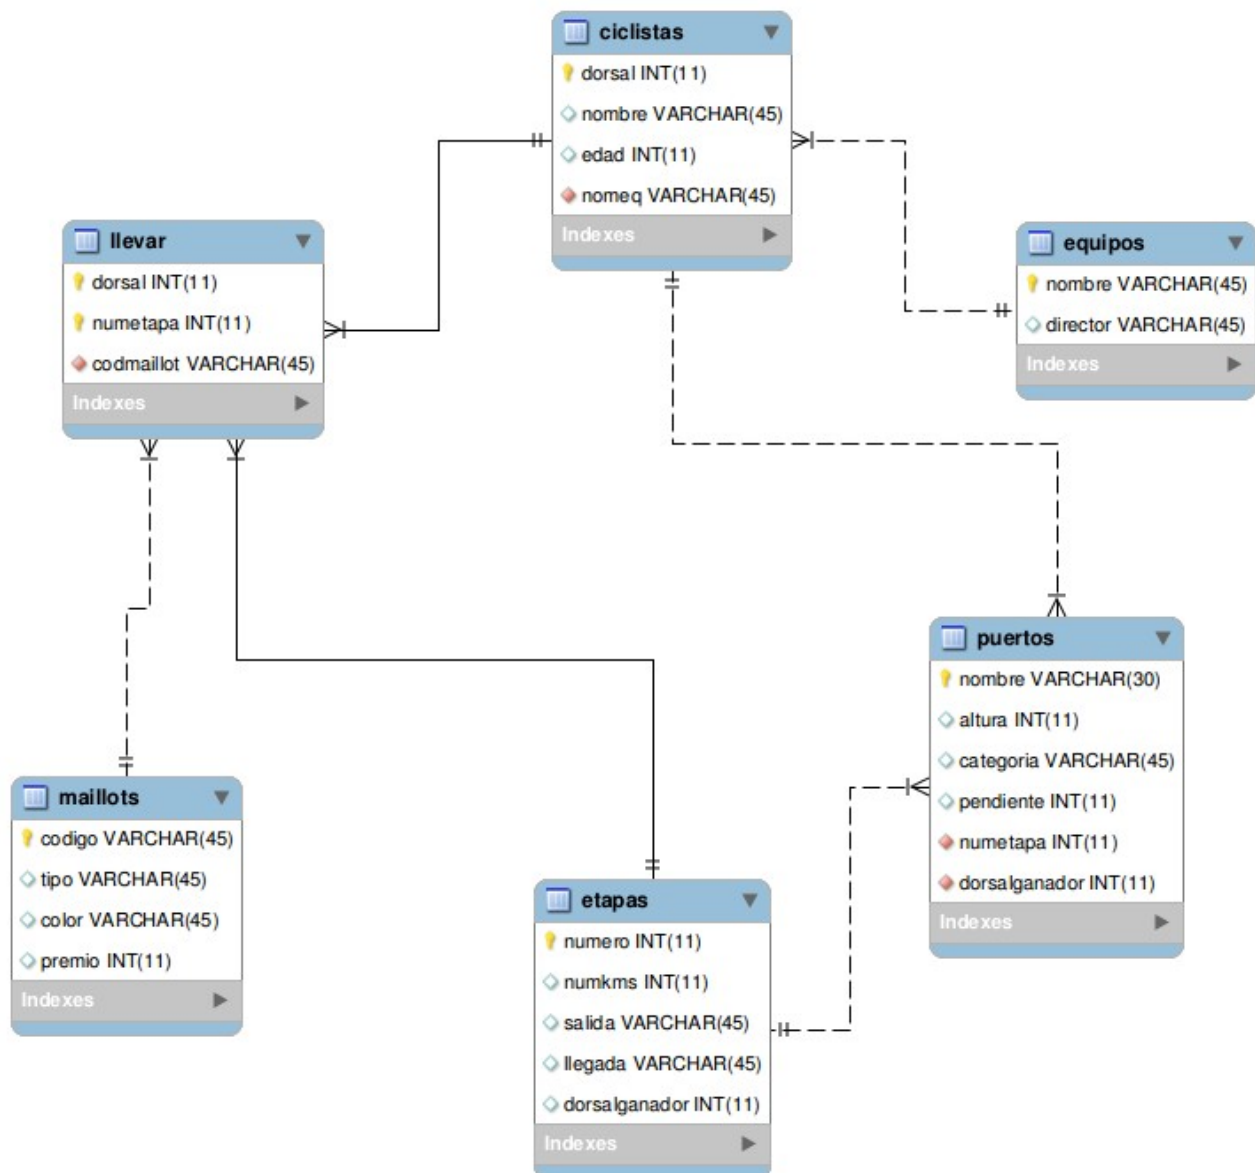 ciclistas
dorsal INT(11)
nombre VARCHAR(45)
edad INT(11)
nomeq VARCHAR(45)
Indexes
llevar
dorsal INT(11)
numetapa INT(11)
codmaillot VARCHAR(45)
Indexes
equipos
nombre VARCHAR(45)
director VARCHAR(45)
Indexes
puertos
nombre VARCHAR(30)
altura INT(11)
categoria VARCHAR(45)
pendiente INT(11)
numetapa INT(11)
dorsalganador INT(11)
Indexes
maillots
codigo VARCHAR(45)
tipo VARCHAR(45)
color VARCHAR(45)
premio INT(11)
Indexes
etapas
numero INT(11)
numkms INT(11)
salida VARCHAR(45)
llegada VARCHAR(45)
dorsalganador INT(11)
Indexes